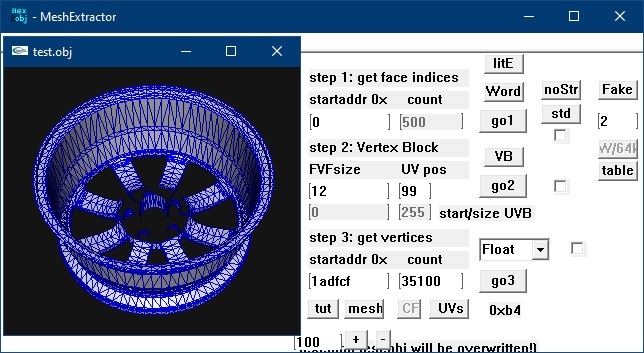 Hex
obj - MeshExtractor
test.obj
litE
step 1: get face indices
Word noStr Fake
startaddr 0x count
std
0 500 go1 2
step 2: Vertex Block
VB W/64k
FVFsize UV pos
table
12 99 go2
0 255 start/size UVB
step 3: get vertices
Float
startaddr 0x count
1adfcf 35100 go3
tut mesh CF UVs 0xb4
100 + -
will be overwritten!)